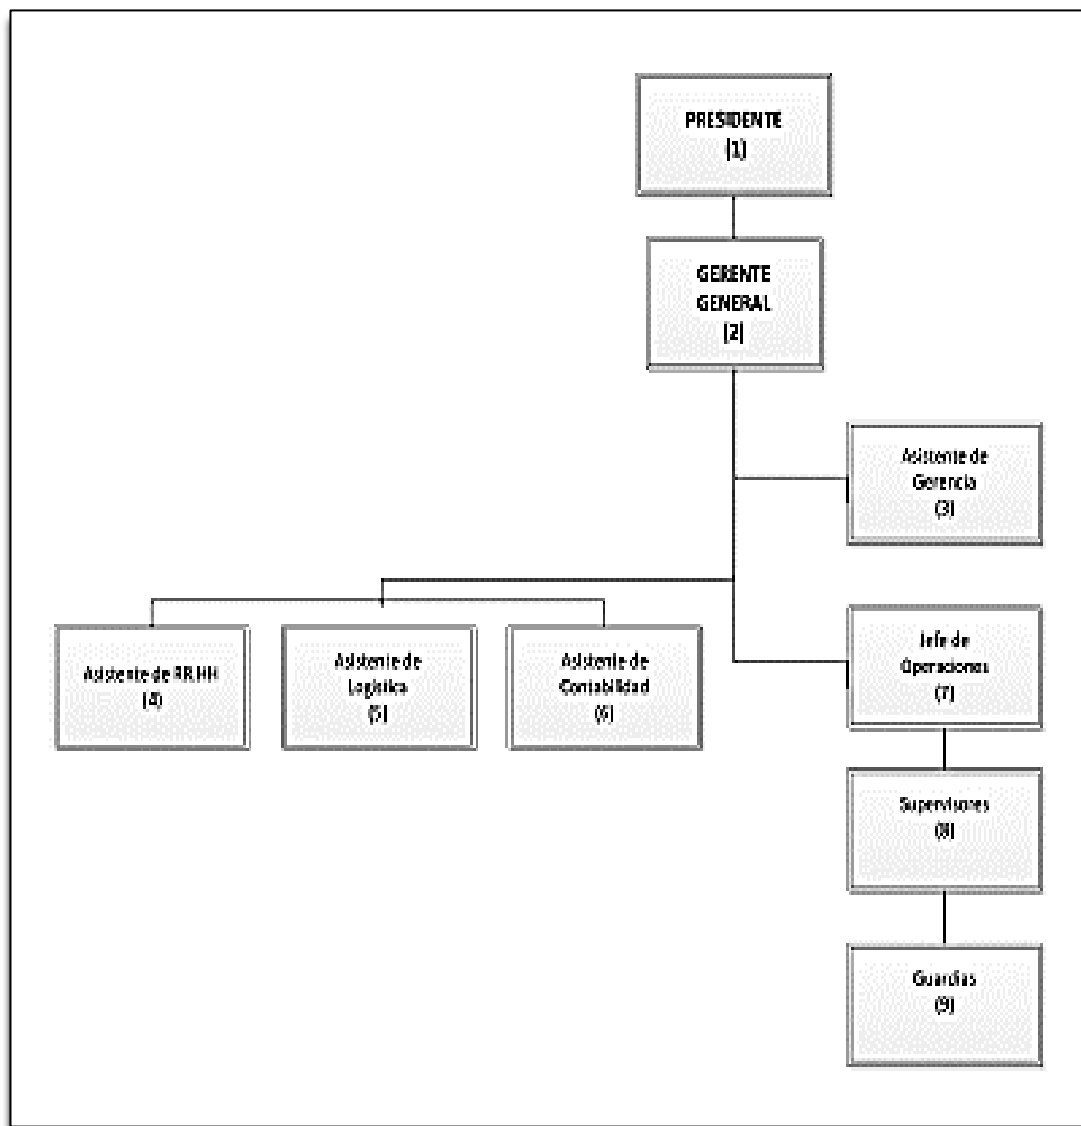 PRESIDENTE
(1)
GERENTE
GENERAL
(2)
Asistente de
Gerencia
(3)
Asistente de RR.HH
(4)
Asistente de
Logística
(5)
Asistente de
Contabilidad
(6)
Jefe de
Operaciones
(7)
Supervisores
(8)
Guardias
(9)